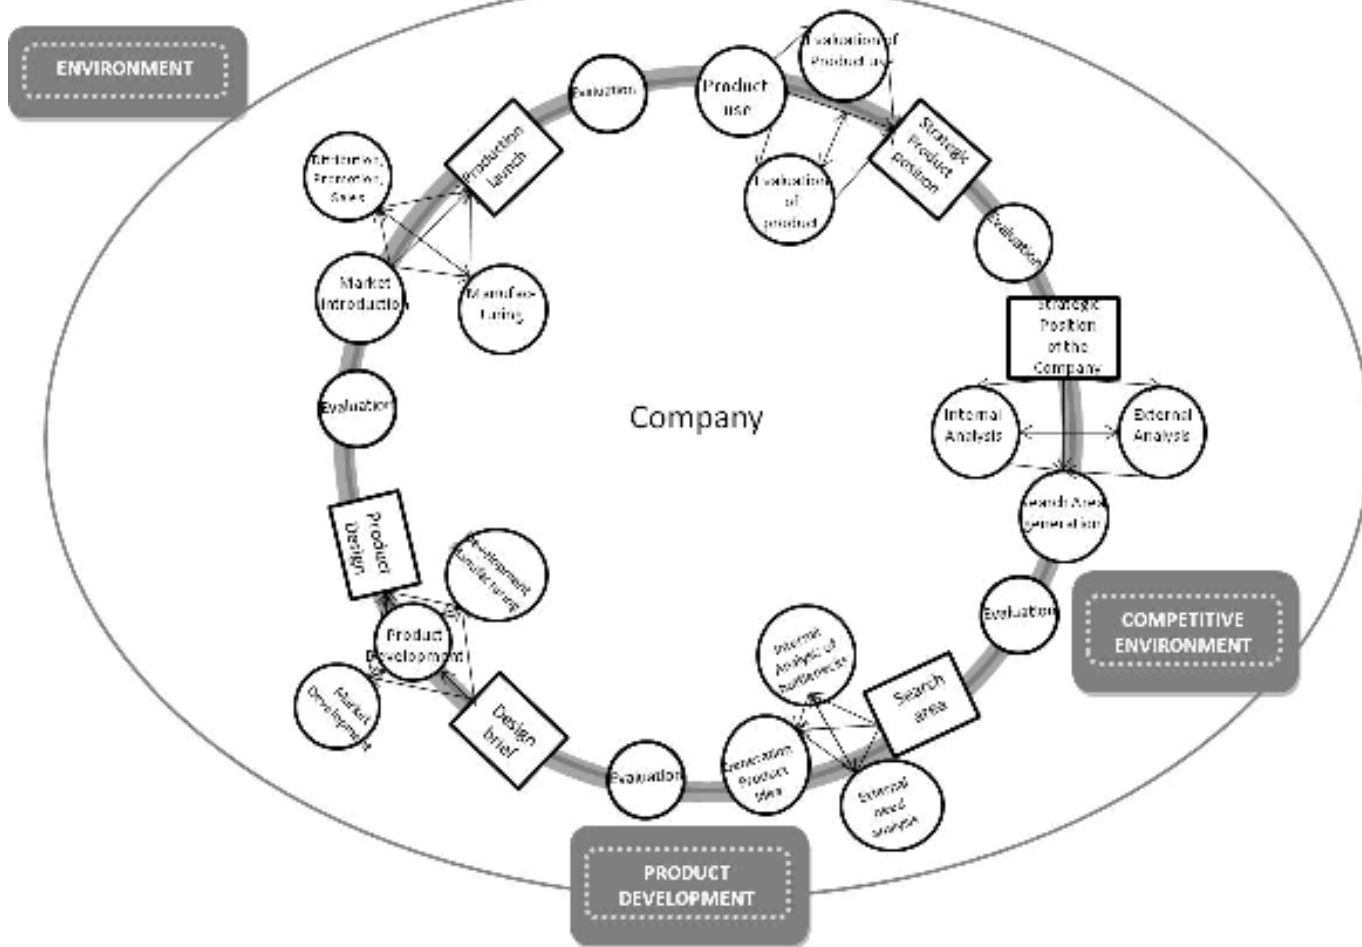 ENVIRONMENT
Evaluation
Product
use
Evaluation of
Product use
Evaluation
of
product
Strategic
Product
position
Evaluation
Strategic
Position
of the
Company
Internal
Analysis
External
Analysis
Search Area
generation
Evaluation
COMPETITIVE
ENVIRONMENT
Search
area
Internal
Analysis of
bottlenecks
Generation
Product
Idea
External
need
analysis
Evaluation
PRODUCT
DEVELOPMENT
Design
brief
Product
Development
Development
Manufacturing
Market
Development
Product
Design
Evaluation
Market
introduction
Manufac-
turing
Promotion,
Sales
Production
Launch
Company